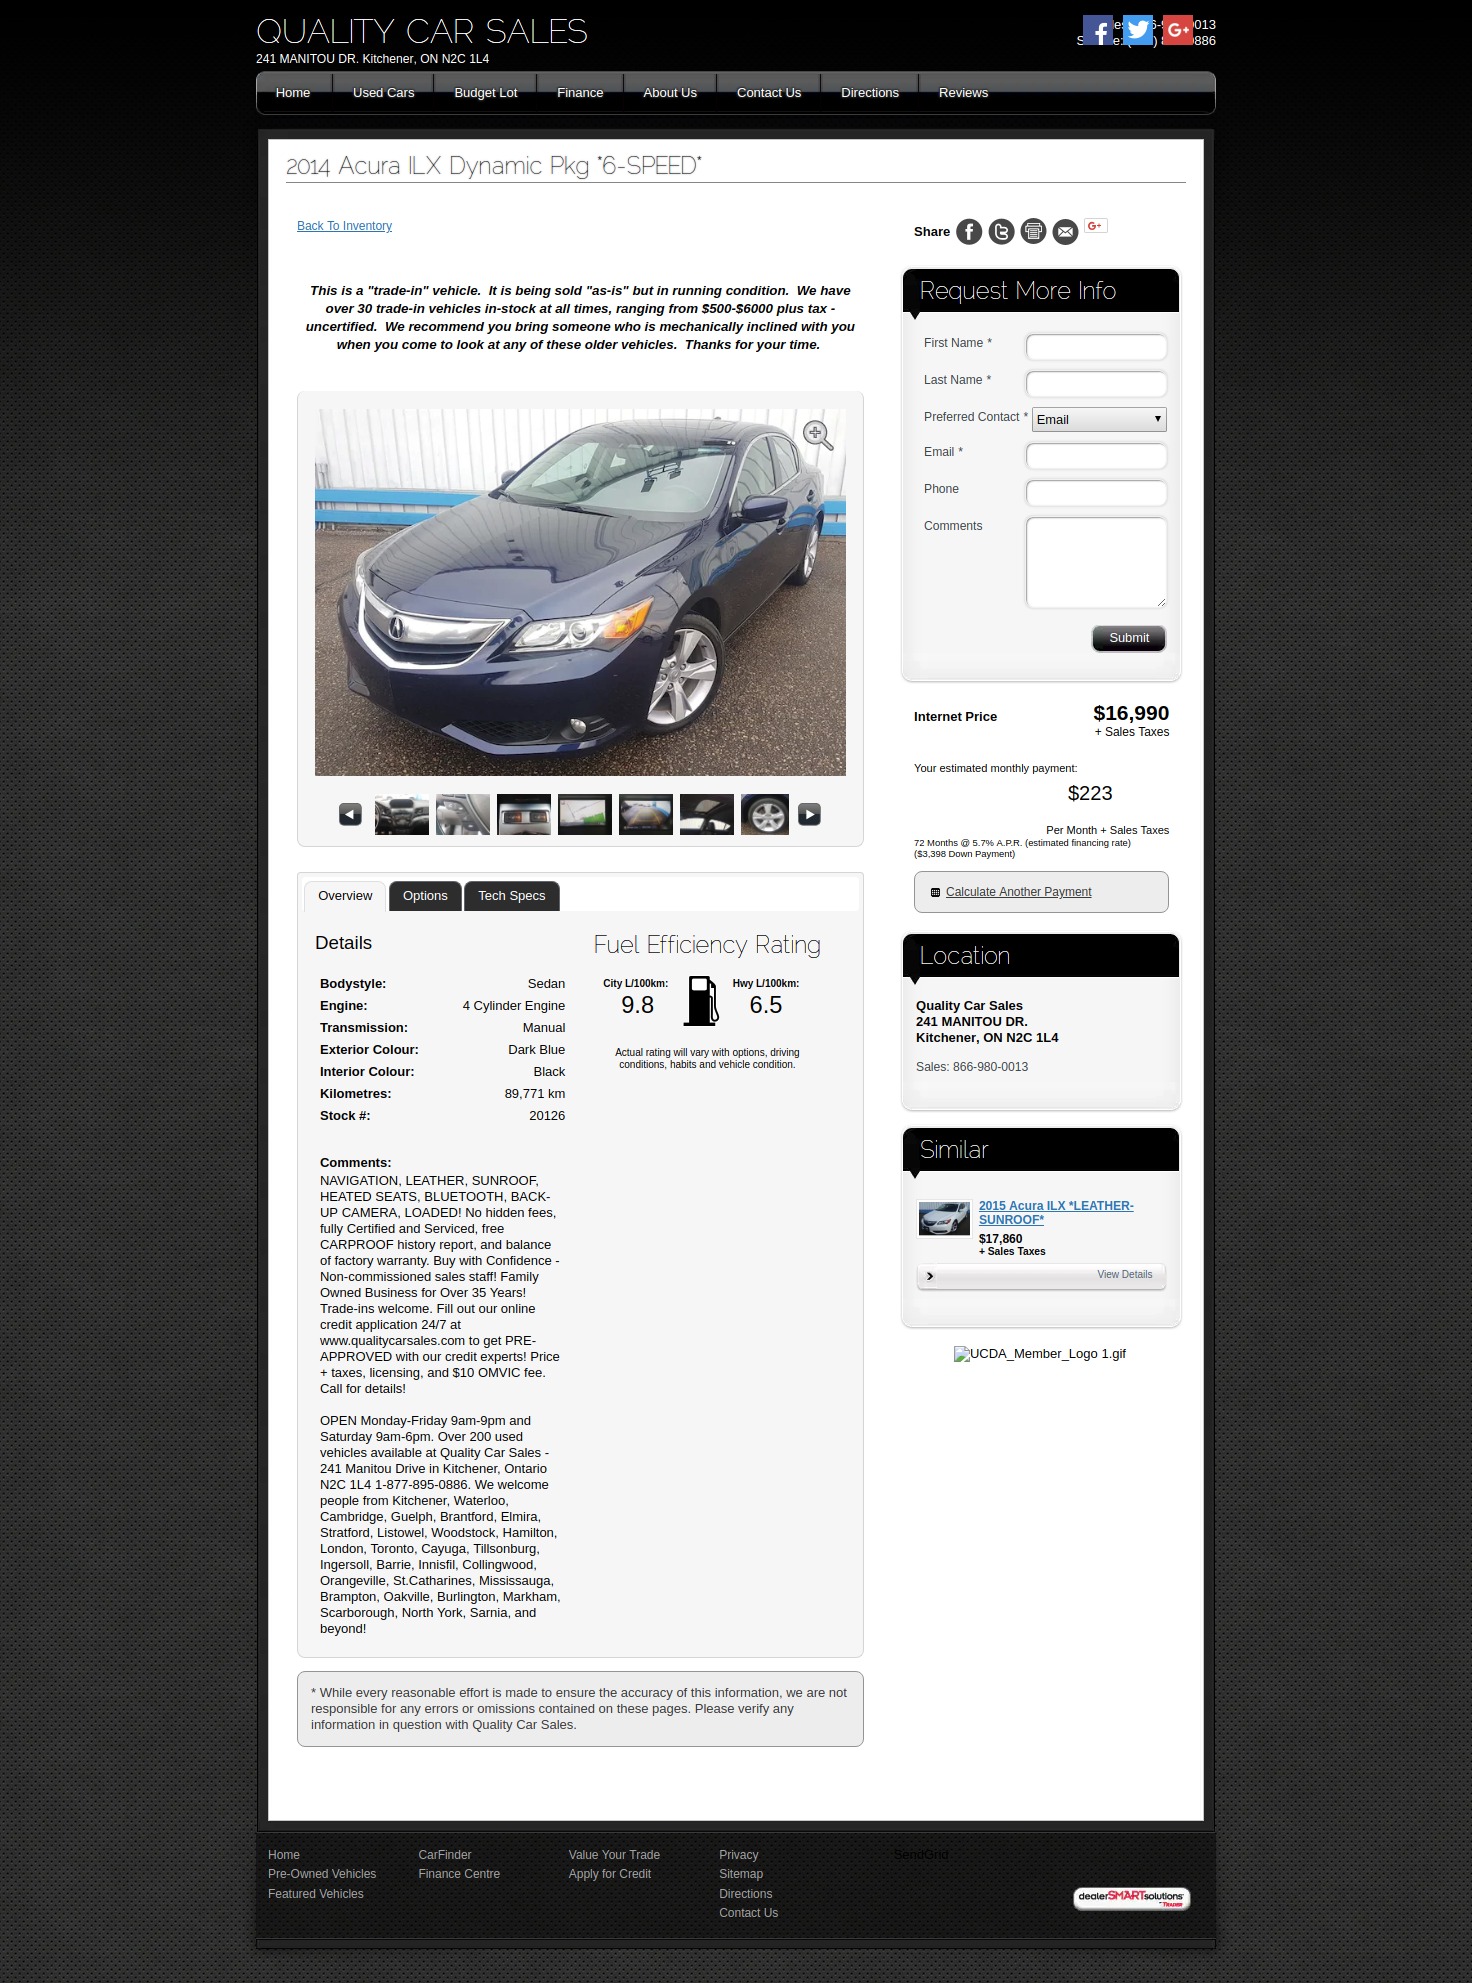 QUALITY CAR SALES
241 MANITOU DR. Kitchener, ON N2C 1L4
Home Used Cars Budget Lot Finance About Us Contact Us Directions Reviews
2014 Acura ILX Dynamic Pkg *6-SPEED*
Back To Inventory
Share
This is a "trade-in" vehicle. It is being sold "as-is" but in running condition. We have
over 30 trade-in vehicles in-stock at all times, ranging from $500-$6000 plus tax -
uncertified. We recommend you bring someone who is mechanically inclined with you
when you come to look at any of these older vehicles. Thanks for your time.
Overview Options Tech Specs
Details
Bodystyle: Sedan
Engine: 4 Cylinder Engine
Transmission: Manual
Exterior Colour: Dark Blue
Interior Colour: Black
Kilometres: 89,771 km
Stock #: 20126
Fuel Efficiency Rating
City L/100km: Hwy L/100km:
9.8 6.5
Actual rating will vary with options, driving
conditions, habits and vehicle condition.
Comments:
NAVIGATION, LEATHER, SUNROOF,
HEATED SEATS, BLUETOOTH, BACK-
UP CAMERA, LOADED! No hidden fees,
fully Certified and Serviced, free
CARPROOF history report, and balance
of factory warranty. Buy with Confidence -
Non-commissioned sales staff! Family
Owned Business for Over 35 Years!
Trade-ins welcome. Fill out our online
credit application 24/7 at
www.qualitycarsales.com to get PRE-
APPROVED with our credit experts! Price
+ taxes, licensing, and $10 OMVIC fee.
Call for details!
OPEN Monday-Friday 9am-9pm and
Saturday 9am-6pm. Over 200 used
vehicles available at Quality Car Sales -
241 Manitou Drive in Kitchener, Ontario
N2C 1L4 1-877-895-0886. We welcome
people from Kitchener, Waterloo,
Cambridge, Guelph, Brantford, Elmira,
Stratford, Listowel, Woodstock, Hamilton,
London, Toronto, Cayuga, Tillsonburg,
Ingersoll, Barrie, Innisfil, Collingwood,
Orangeville, St.Catharines, Mississauga,
Brampton, Oakville, Burlington, Markham,
Scarborough, North York, Sarnia, and
beyond!
* While every reasonable effort is made to ensure the accuracy of this information, we are not
responsible for any errors or omissions contained on these pages. Please verify any
information in question with Quality Car Sales.
Request More Info
First Name *
Last Name *
Preferred Contact * Email
Email *
Phone
Comments
Submit
Internet Price $16,990
+ Sales Taxes
Your estimated monthly payment:
$223
Per Month + Sales Taxes
72 Months @ 5.7% A.P.R. (estimated financing rate)
($3,398 Down Payment)
Calculate Another Payment
Location
Quality Car Sales
241 MANITOU DR.
Kitchener, ON N2C 1L4
Sales: 866-980-0013
Similar
2015 Acura ILX *LEATHER-
SUNROOF*
$17,860
+ Sales Taxes
View Details
UCDA_Member_Logo 1.gif
Home CarFinder Value Your Trade Privacy SendGrid
Pre-Owned Vehicles Finance Centre Apply for Credit Sitemap
Featured Vehicles Directions
Contact Us
dealerSMARTsolutions
TRADER